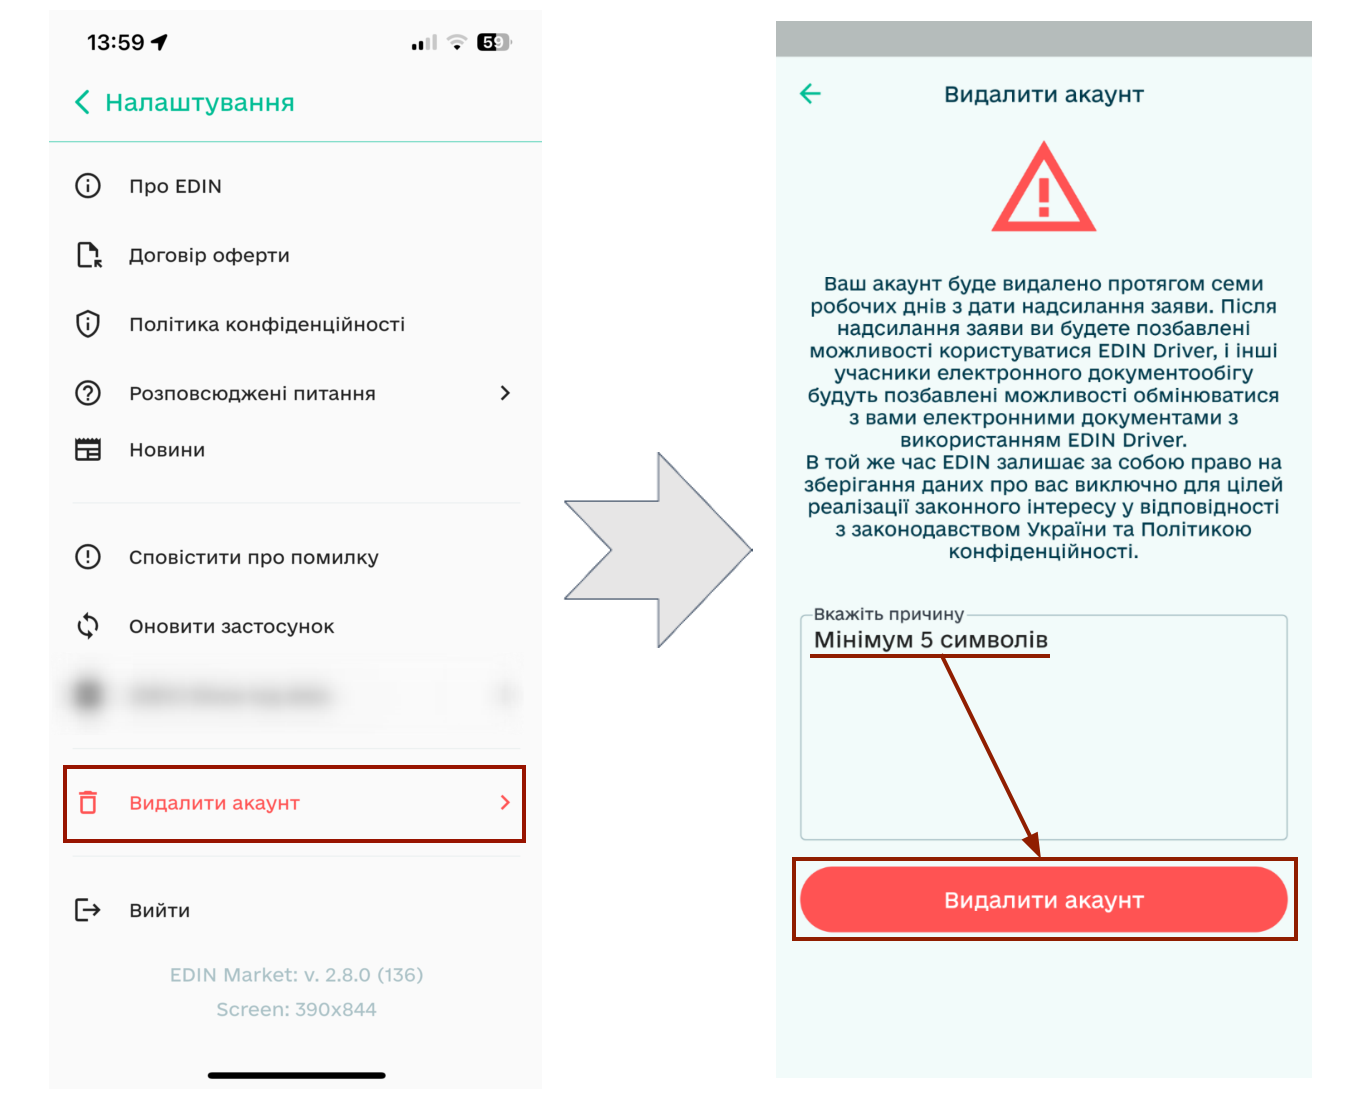 13:59
59
Налаштування
Про EDIN
Договір оферти
Політика конфіденційності
Розповсюджені питання
Новини
Сповістити про помилку
Оновити застосунок
Видалити акаунт
Вийти
EDIN Market: v. 2.8.0 (136)
Screen: 390x844
Видалити акаунт
Ваш акаунт буде видалено протягом семи
робочих днів з дати надсилання заяви. Після
надсилання заяви ви будете позбавлені
можливості користуватися EDIN Driver, і інші
учасники електронного документообігу
будуть позбавлені можливості обмінюватися
з вами електронними документами з
використанням EDIN Driver.
В той же час EDIN залишає за собою право на
зберігання даних про вас виключно для цілей
реалізації законного інтересу у відповідності
з законодавством України та Політикою
конфіденційності.
Вкажіть причину
Мінімум 5 символів
Видалити акаунт